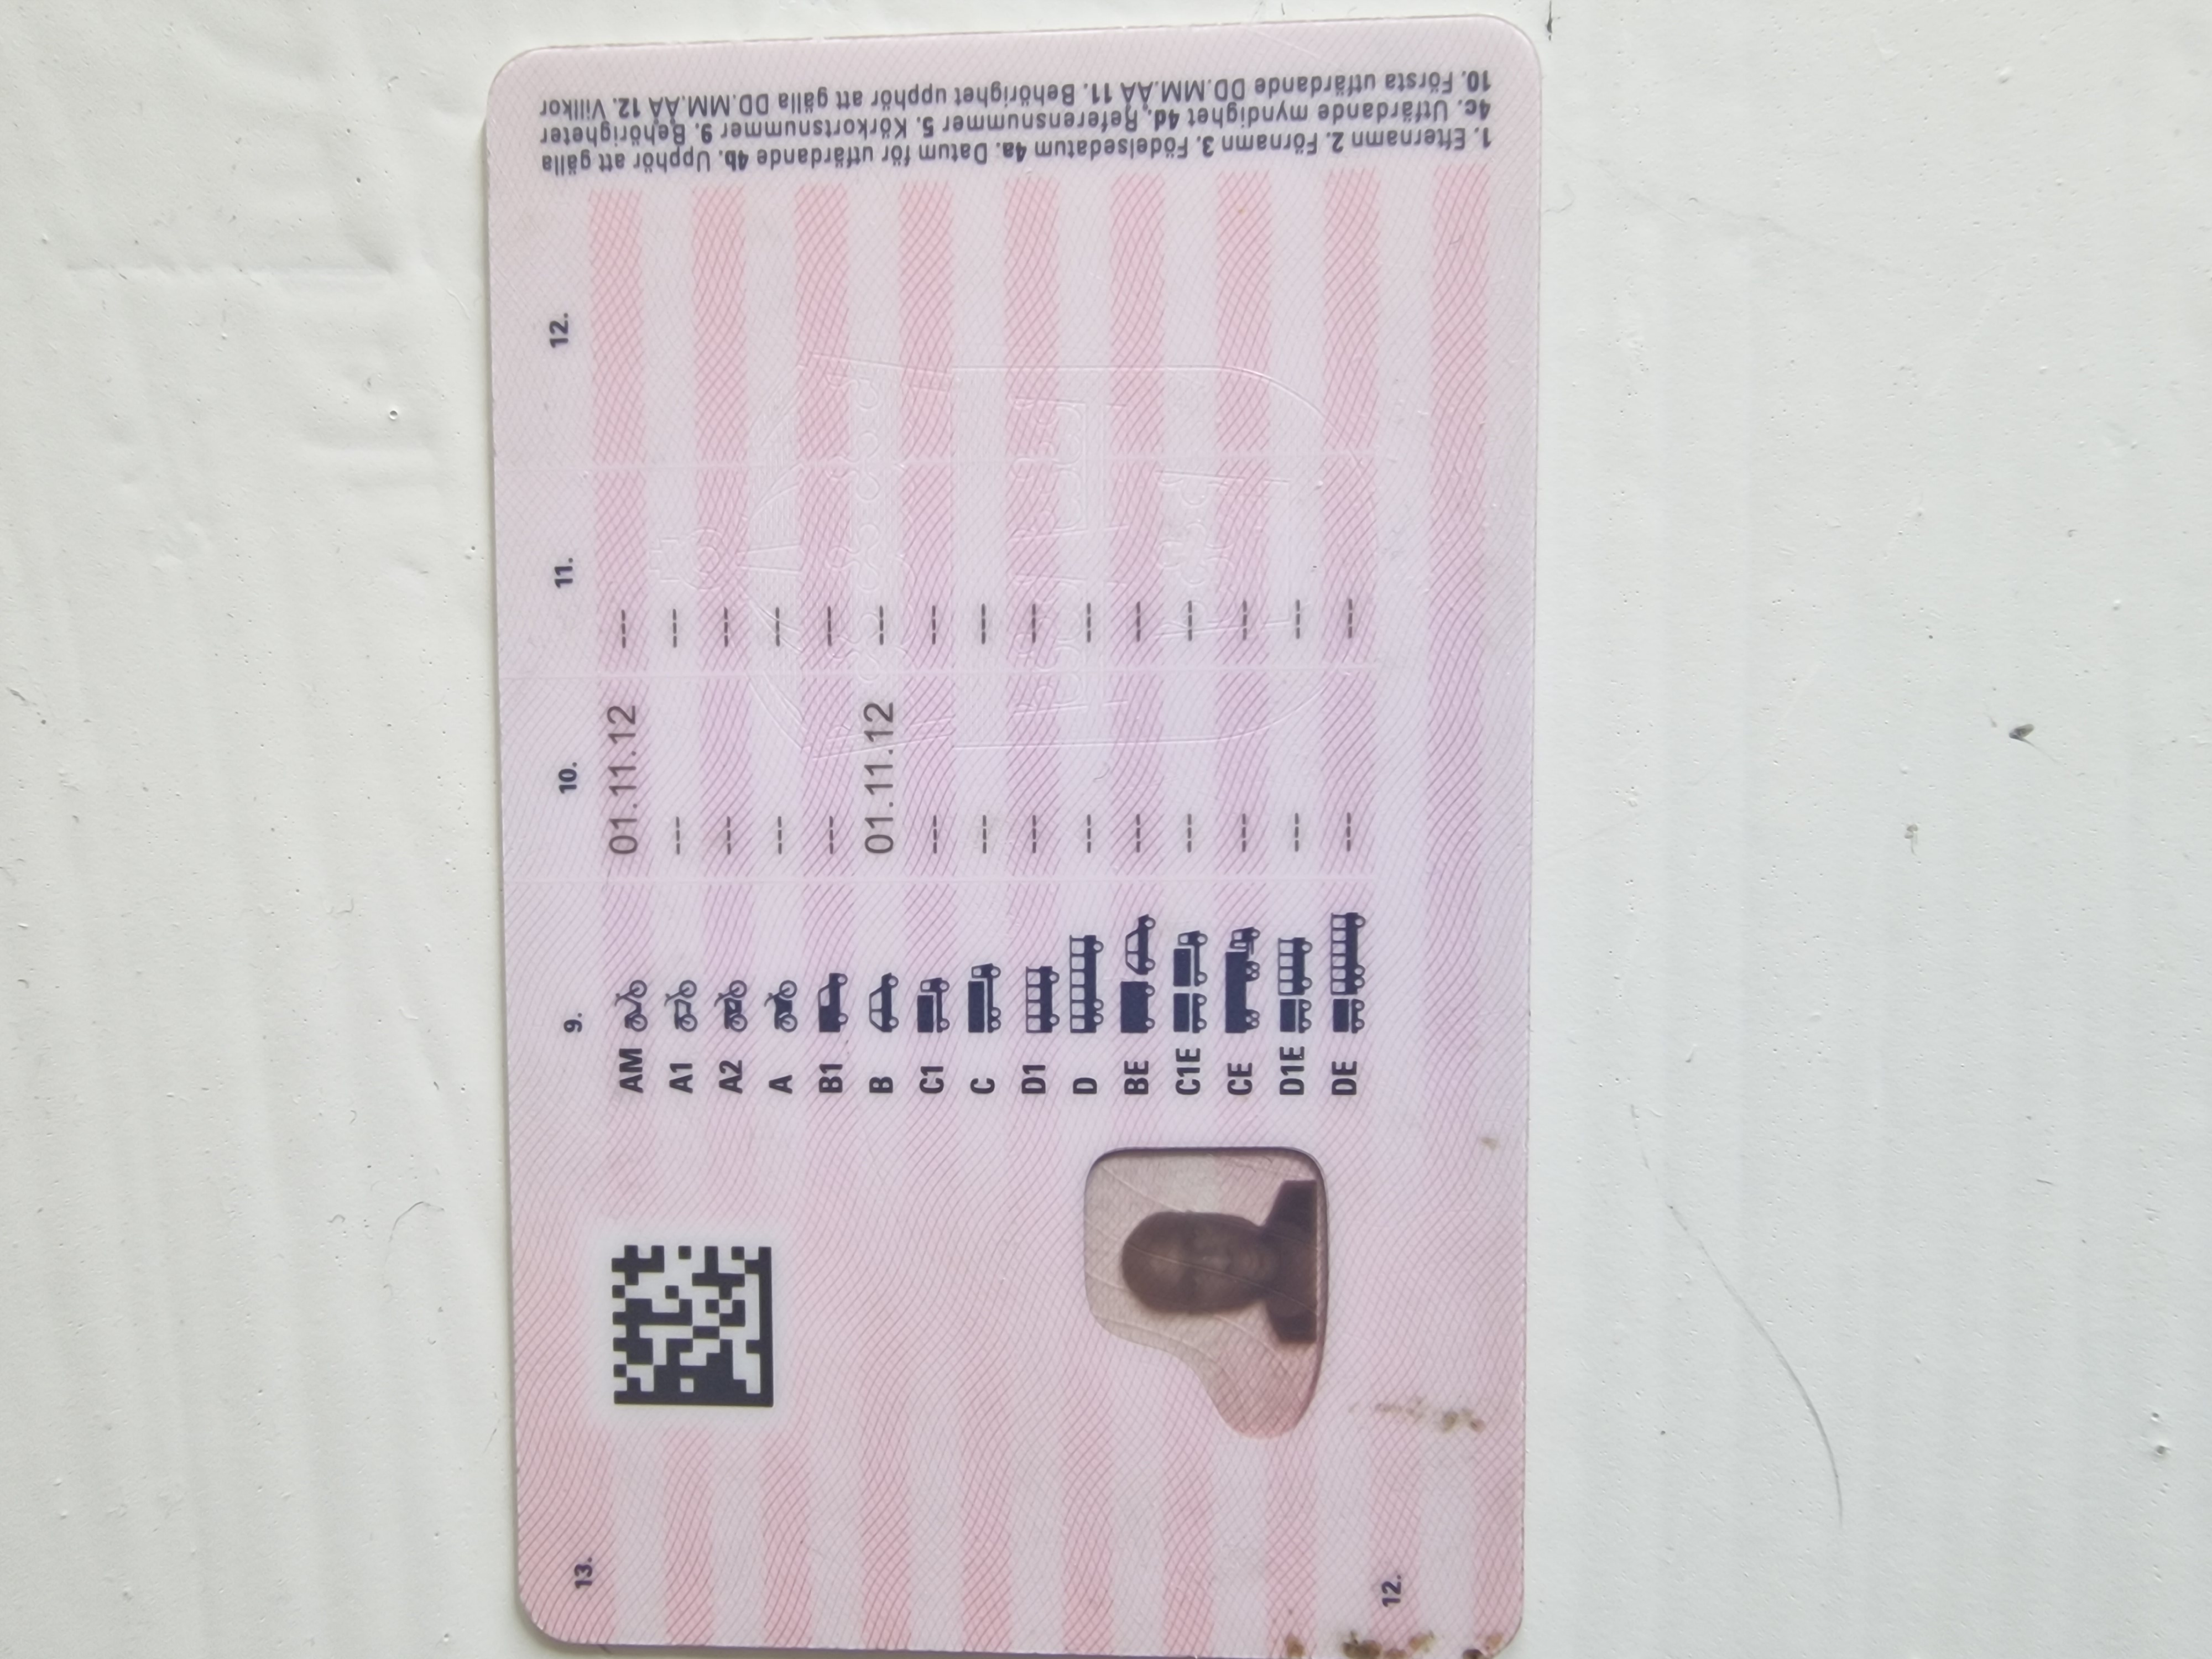 13.
9. 10. 11. 12.
AM 01.11.12 ---
A1 --- ---
A2 --- ---
A --- ---
B1 --- ---
B 01.11.12 ---
C1 --- ---
C --- ---
D1 --- ---
D --- ---
BE --- ---
C1E --- ---
CE --- ---
D1E --- ---
DE --- ---
12.
1. Efternamn 2. Förnamn 3. Födelsedatum 4a. Datum för utfärdande 4b. Upphör att gälla
4c. Utfärdande myndighet 4d. Referensnummer 5. Körkortsnummer 9. Behörigheter
10. Första utfärdande DD.MM.ÅÅ 11. Behörighet upphör att gälla DD.MM.ÅÅ 12. Villkor